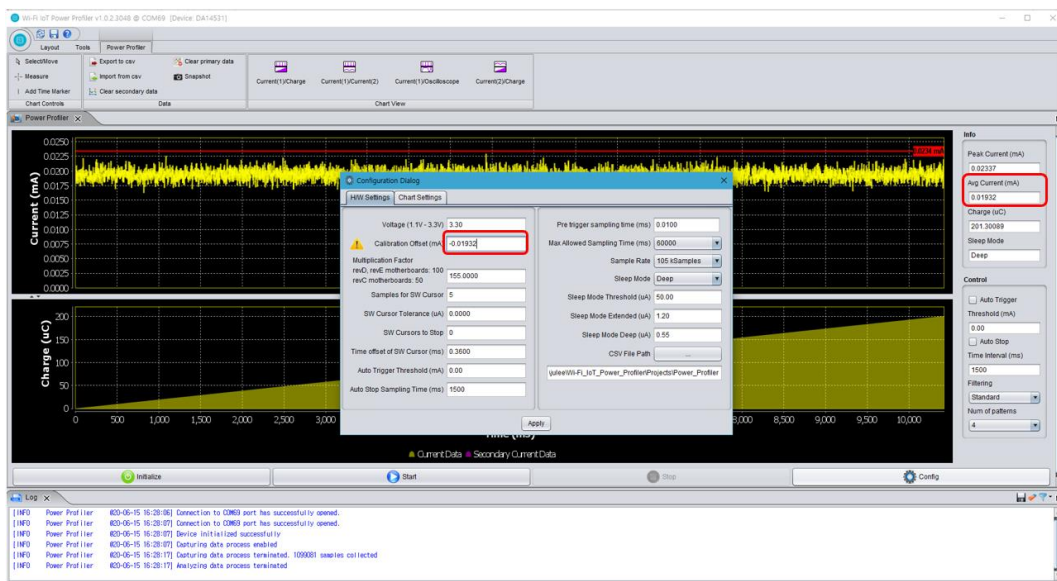 Wi-Fi IoT Power Profiler v1.0.2.3048 @ COM69 (Device: DA14531)
Layout Tools Power Profiler
Select/Move
Measure
Add Time Marker
Chart Controls
Export to csv
Import from csv
Clear secondary data
Clear primary data
Snapshot
Data
Current(1)/Charge
Current(1)/Current(2)
Current(1)/Oscilloscope
Current(2)/Charge
Chart View
Power Profiler
Current (mA)
0.0250
0.0225
0.0200
0.0175
0.0150
0.0125
0.0100
0.0075
0.0050
0.0025
0.0000
Charge (uC)
200
150
100
50
0
0 500 1,000 1,500 2,000 2,500 3,000 8,000 8,500 9,000 9,500 10,000
Time (ms)
Current Data Secondary Current Data
Configuration Dialog
H/W Settings Chart Settings
Voltage (1.1V - 3.3V) 3.30
Calibration Offset (mA) -0.01932
Multiplication Factor
revD, revE motherboards: 100
revC motherboards: 50
155.0000
Samples for SW Cursor 5
SW Cursor Tolerance (uA) 0.0000
SW Cursors to Stop 0
Time offset of SW Cursor (ms) 0.3600
Auto Trigger Threshold (mA) 0.00
Auto Stop Sampling Time (ms) 1500
Pre trigger sampling time (ms) 0.0100
Max Allowed Sampling Time (ms) 60000
Sample Rate 105 kSamples
Sleep Mode Deep
Sleep Mode Threshold (uA) 50.00
Sleep Mode Extended (uA) 1.20
Sleep Mode Deep (uA) 0.55
CSV File Path ...
\julee\Wi-Fi_IoT_Power_Profiler\Projects\Power_Profiler
Apply
Info
Peak Current (mA)
0.02337
Avg Current (mA)
0.01932
Charge (uC)
201.30089
Sleep Mode
Deep
Control
Auto Trigger
Threshold (mA)
0.00
Auto Stop
Time Interval (ms)
1500
Filtering
Standard
Num of patterns
4
Initialize
Start
Stop
Config
Log
[INFO Power Profiler @20-06-15 16:28:06] Connection to COM69 port has successfully opened.
[INFO Power Profiler @20-06-15 16:28:07] Connection to COM69 port has successfully opened.
[INFO Power Profiler @20-06-15 16:28:07] Device initialized successfully
[INFO Power Profiler @20-06-15 16:28:07] Capturing data process enabled
[INFO Power Profiler @20-06-15 16:28:17] Capturing data process terminated. 1099081 samples collected
[INFO Power Profiler @20-06-15 16:28:17] Analyzing data process terminated